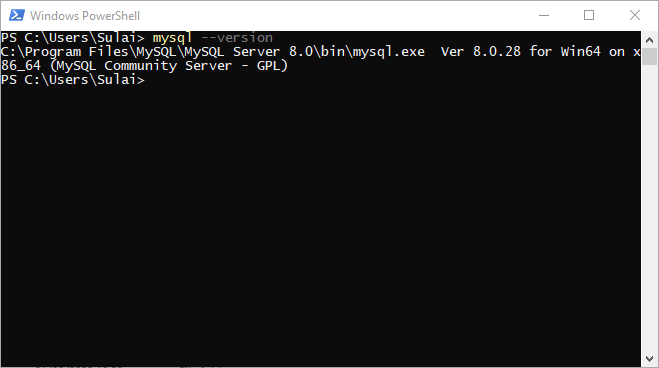 Windows PowerShell
PS C:\Users\Sulai> mysql --version
C:\Program Files\MySQL\MySQL Server 8.0\bin\mysql.exe  Ver 8.0.28 for Win64 on x
86_64 (MySQL Community Server - GPL)
PS C:\Users\Sulai>